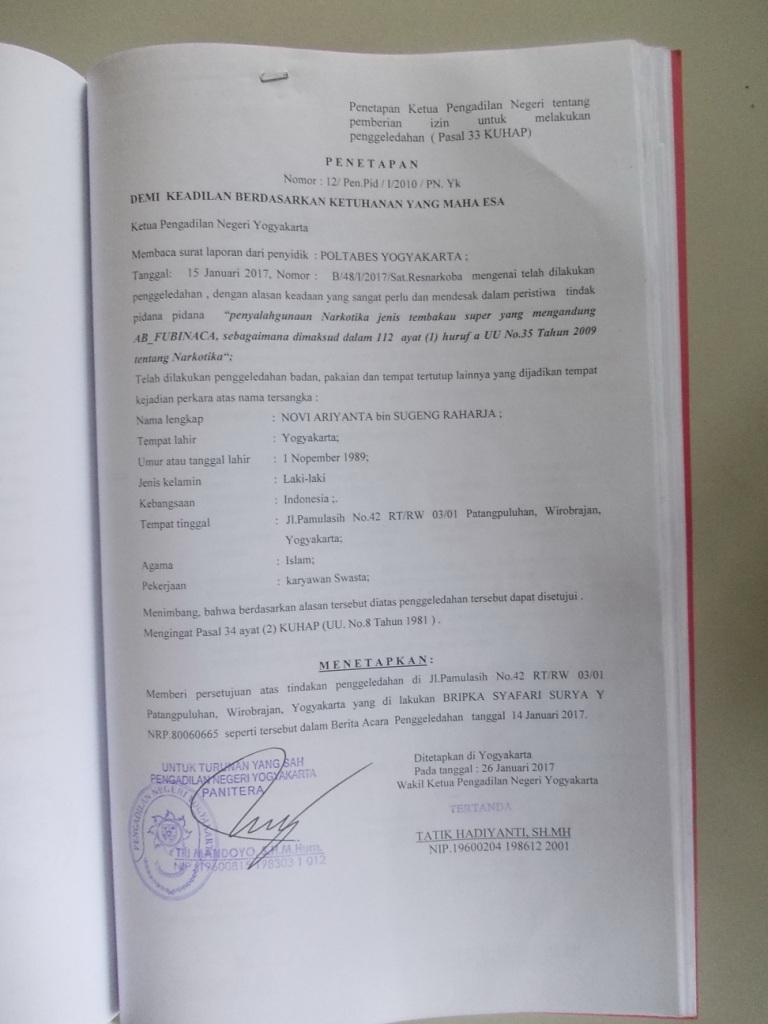 Penetapan Ketua Pengadilan Negeri tentang
pemberian izin untuk melakukan
penggeledahan ( Pasal 33 KUHAP)
P E N E T A P A N
Nomor : 12/ Pen.Pid / I/2010 / PN. Yk
DEMI KEADILAN BERDASARKAN KETUHANAN YANG MAHA ESA
Ketua Pengadilan Negeri Yogyakarta
Membaca surat laporan dari penyidik : POLTABES YOGYAKARTA ;
Tanggal: 15 Januari 2017, Nomor : B/48/I/2017/Sat.Resnarkoba mengenai telah dilakukan
penggeledahan , dengan alasan keadaan yang sangat perlu dan mendesak dalam peristiwa tindak
pidana pidana "penyalahgunaan Narkotika jenis tembakau super yang mengandung
AB_FUBINACA, sebagaimana dimaksud dalam 112 ayat (1) huruf a UU No.35 Tahun 2009
tentang Narkotika";
Telah dilakukan penggeledahan badan, pakaian dan tempat tertutup lainnya yang dijadikan tempat
kejadian perkara atas nama tersangka :
Nama lengkap : NOVI ARIYANTA bin SUGENG RAHARJA ;
Tempat lahir : Yogyakarta;
Umur atau tanggal lahir : 1 Nopember 1989;
Jenis kelamin : Laki-laki
Kebangsaan : Indonesia ;.
Tempat tinggal : Jl.Pamulasih No.42 RT/RW 03/01 Patangpuluhan, Wirobrajan,
Yogyakarta;
Agama : Islam;
Pekerjaan : karyawan Swasta;
Menimbang, bahwa berdasarkan alasan tersebut diatas penggeledahan tersebut dapat disetujui .
Mengingat Pasal 34 ayat (2) KUHAP (UU. No.8 Tahun 1981 ) .
M E N E T A P K A N :
Memberi persetujuan atas tindakan penggeledahan di Jl.Pamulasih No.42 RT/RW 03/01
Patangpuluhan, Wirobrajan, Yogyakarta yang di lakukan BRIPKA SYAFARI SURYA Y
NRP.80060665 seperti tersebut dalam Berita Acara Penggeledahan tanggal 14 Januari 2017.
Ditetapkan di Yogyakarta
Pada tanggal : 26 Januari 2017
Wakil Ketua Pengadilan Negeri Yogyakarta
TERTANDA
TATIK HADIYANTI, SH.MH
NIP.19600204 198612 2001
UNTUK TURUNAN YANG SAH
PENGADILAN NEGERI YOGYAKARTA
PANITERA
PENGADILAN NEGERI YOGYAKARTA
TRI MANDOYO, S.H.M.Hum.